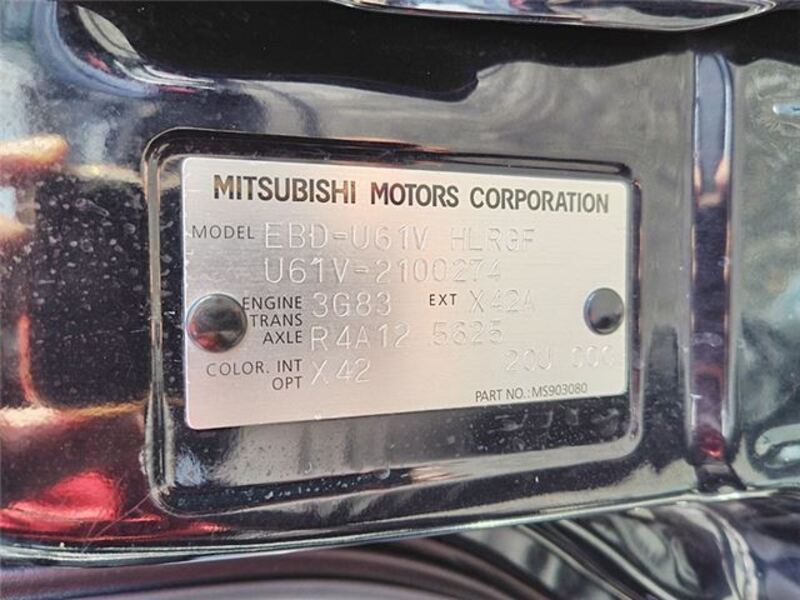 MITSUBISHI MOTORS CORPORATION
MODEL EBD-U61V HLRGF
U61V-2100274
ENGINE 3G83 EXT X42A
TRANS
AXLE R4A12 5625
COLOR. INT X42 20U 000
OPT
PART NO.: MS903080